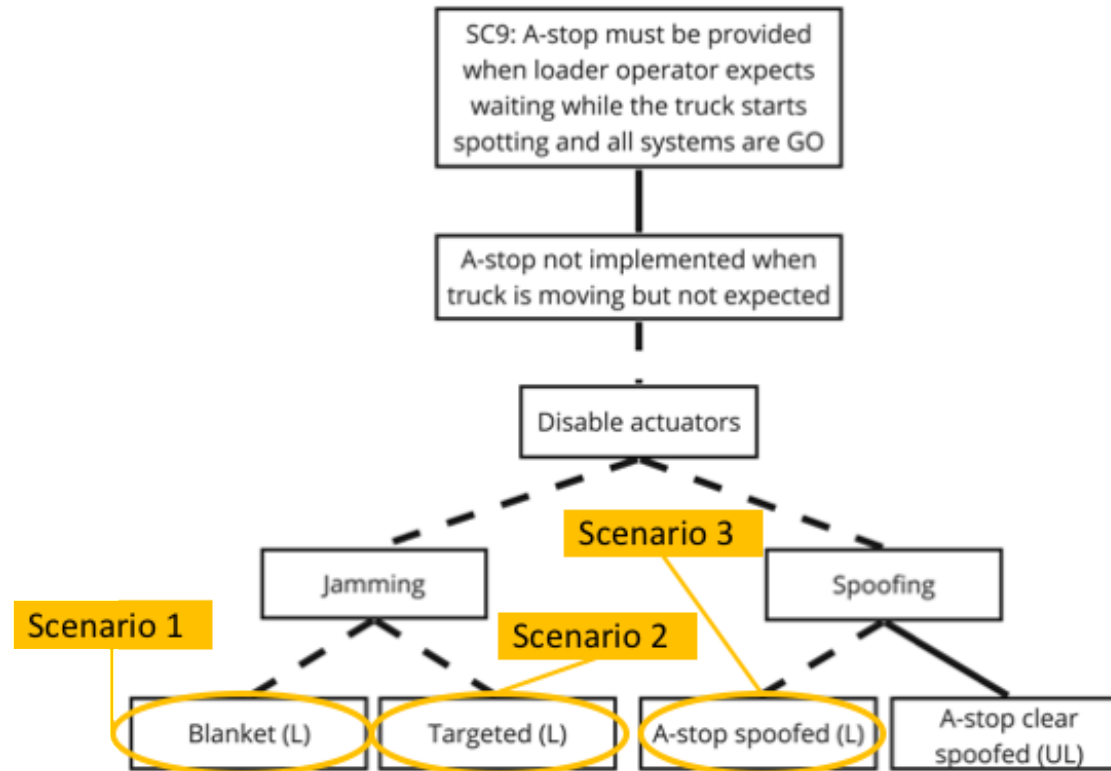 SC9: A-stop must be provided
when loader operator expects
waiting while the truck starts
spotting and all systems are GO
A-stop not implemented when
truck is moving but not expected
Disable actuators
Scenario 3
Jamming
Spoofing
Scenario 1
Scenario 2
Blanket (L)
Targeted (L)
A-stop spoofed (L)
A-stop clear
spoofed (UL)